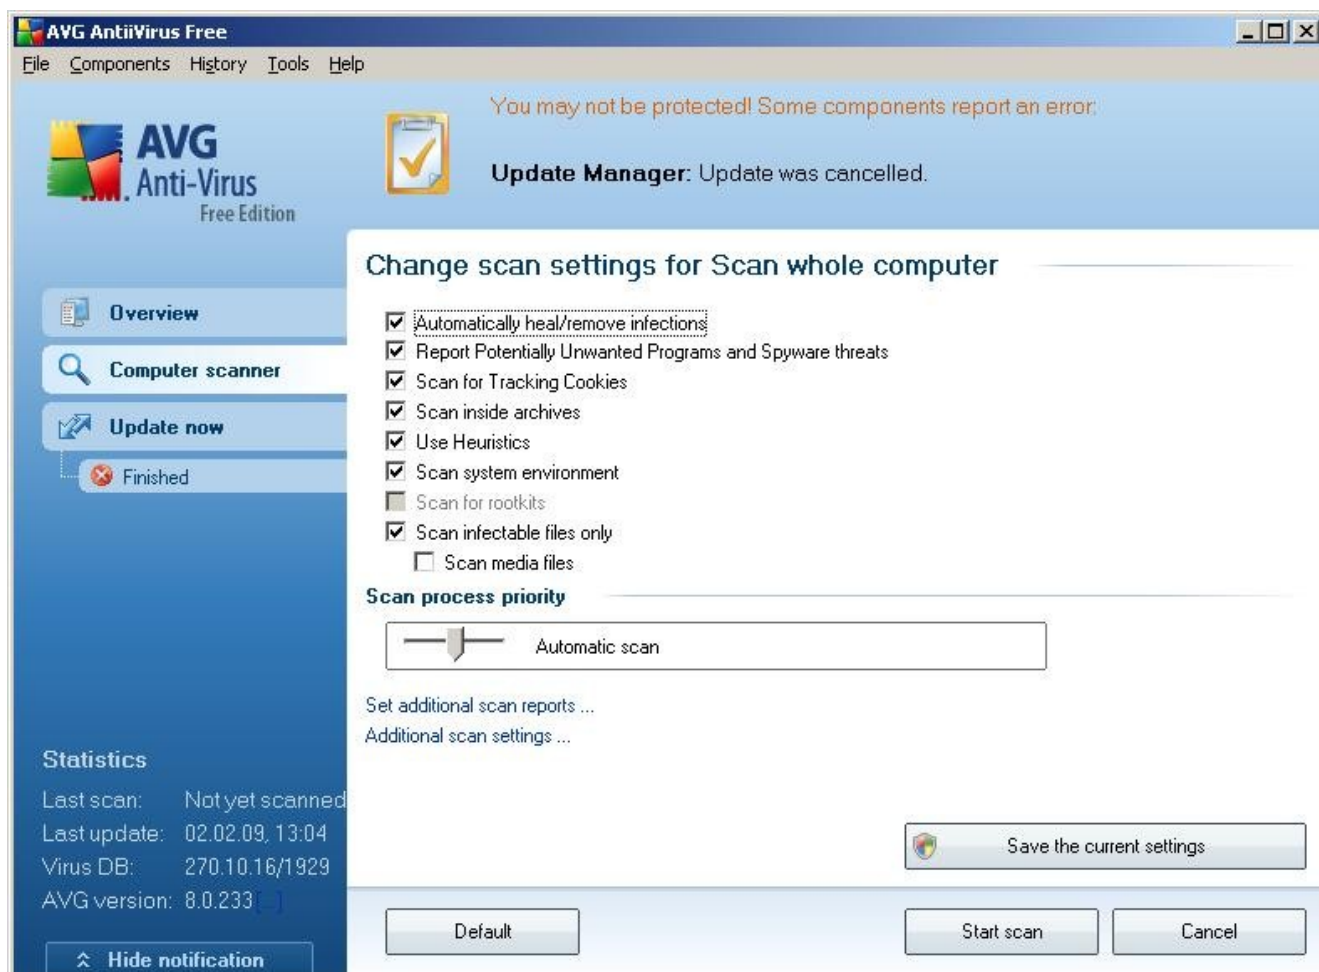 AVG AntiiVirus Free
File Components History Tools Help
You may not be protected! Some components report an error:
AVG
Anti-Virus
Free Edition
Update Manager: Update was cancelled.
Change scan settings for Scan whole computer
Overview
Computer scanner
Update now
Finished
Automatically heal/remove infections
Report Potentially Unwanted Programs and Spyware threats
Scan for Tracking Cookies
Scan inside archives
Use Heuristics
Scan system environment
Scan for rootkits
Scan infectable files only
Scan media files
Scan process priority
Automatic scan
Set additional scan reports ...
Additional scan settings ...
Statistics
Last scan: Not yet scanned
Last update: 02.02.09, 13:04
Virus DB: 270.10.16/1929
AVG version: 8.0.233 [...]
Hide notification
Save the current settings
Default Start scan Cancel